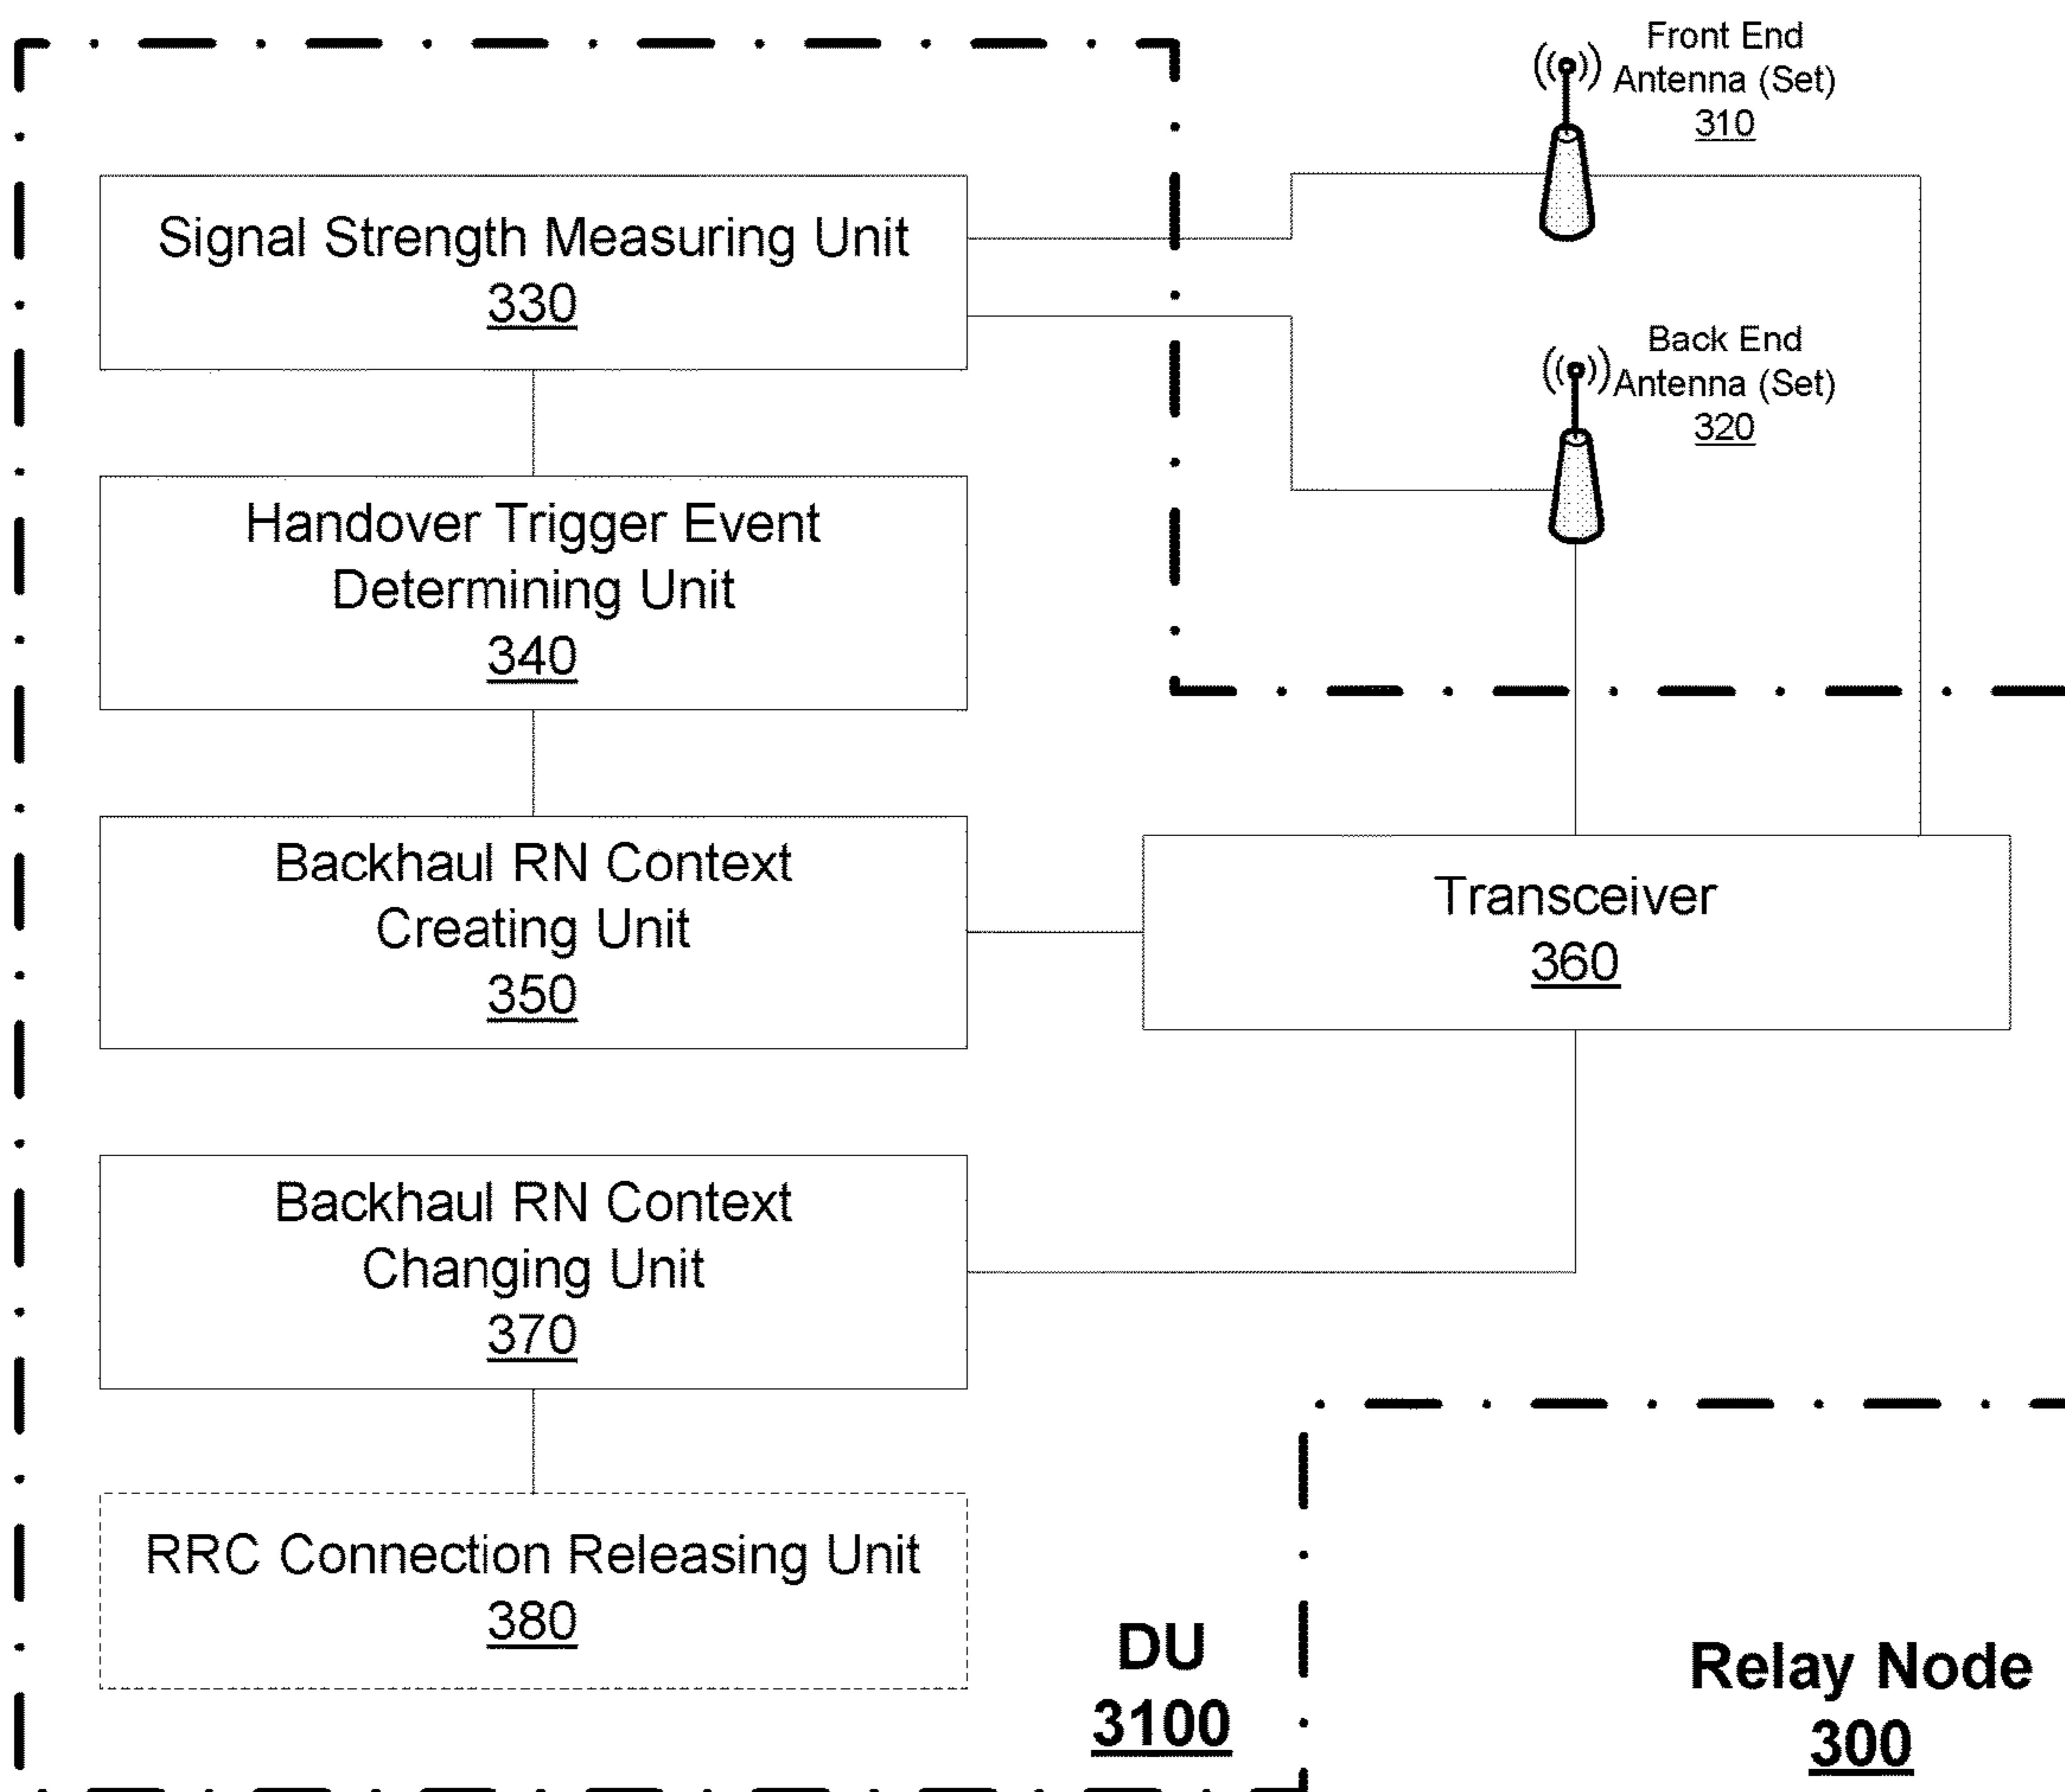 Front End
Antenna (Set)
310
Signal Strength Measuring Unit
330
Back End
Antenna (Set)
320
Handover Trigger Event
Determining Unit
340
Backhaul RN Context
Creating Unit
350
Transceiver
360
Backhaul RN Context
Changing Unit
370
RRC Connection Releasing Unit
380
DU
3100
Relay Node
300